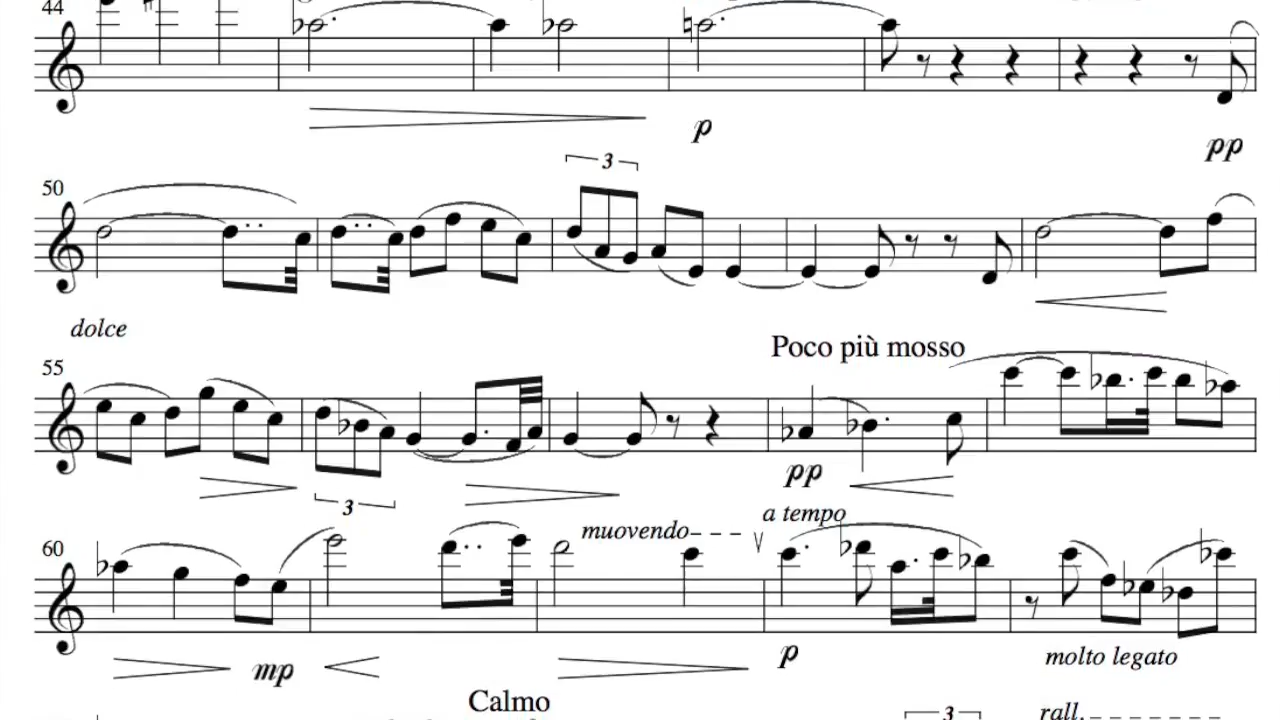 44
p
pp
3
50
dolce
Poco più mosso
55
pp
3
a tempo
muovendo
60
mp
p
molto legato
Calmo
3
rall.